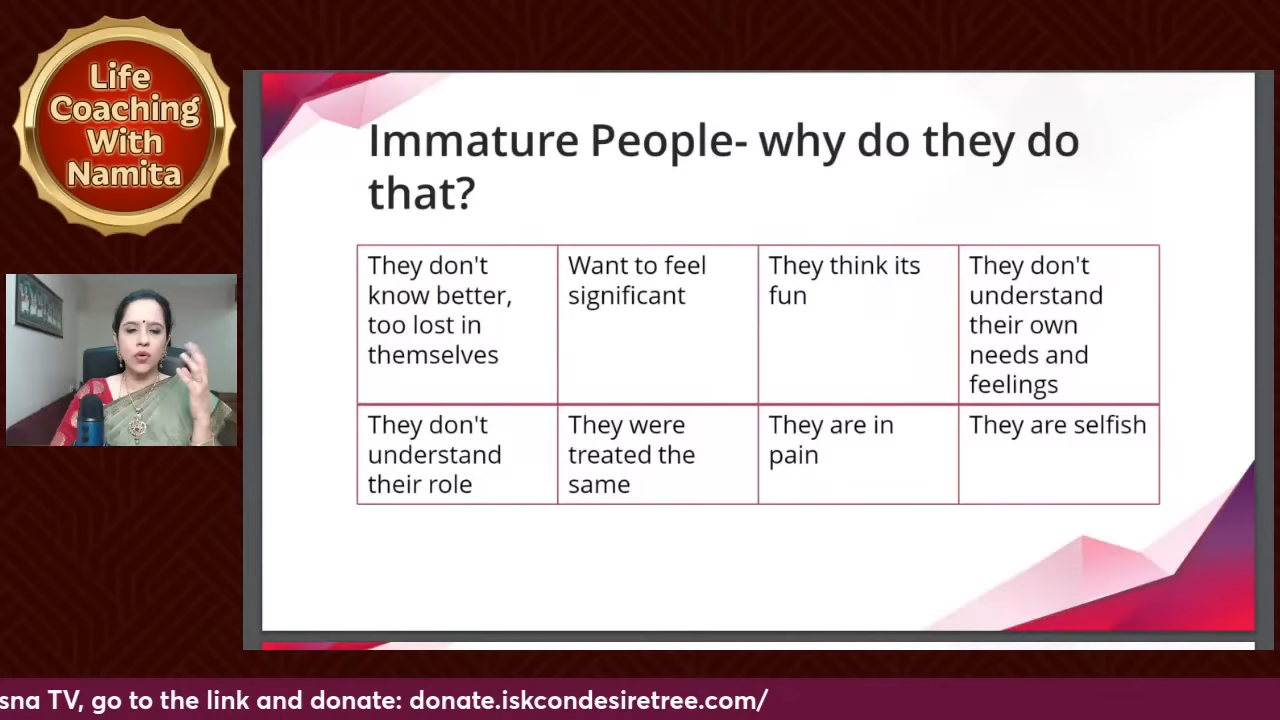 Life
Coaching
With
Namita
Immature People- why do they do
that?
They don't
know better,
too lost in
themselves
Want to feel
significant
They think its
fun
They don't
understand
their own
needs and
feelings
They don't
understand
their role
They were
treated the
same
They are in
pain
They are selfish
sna TV, go to the link and donate: donate.iskcondesiretree.com/